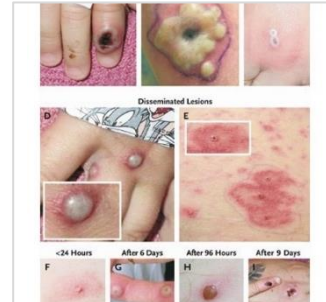 Disseminated Lesions
D E
<24 Hours After 6 Days After 96 Hours After 9 Days
F G H I